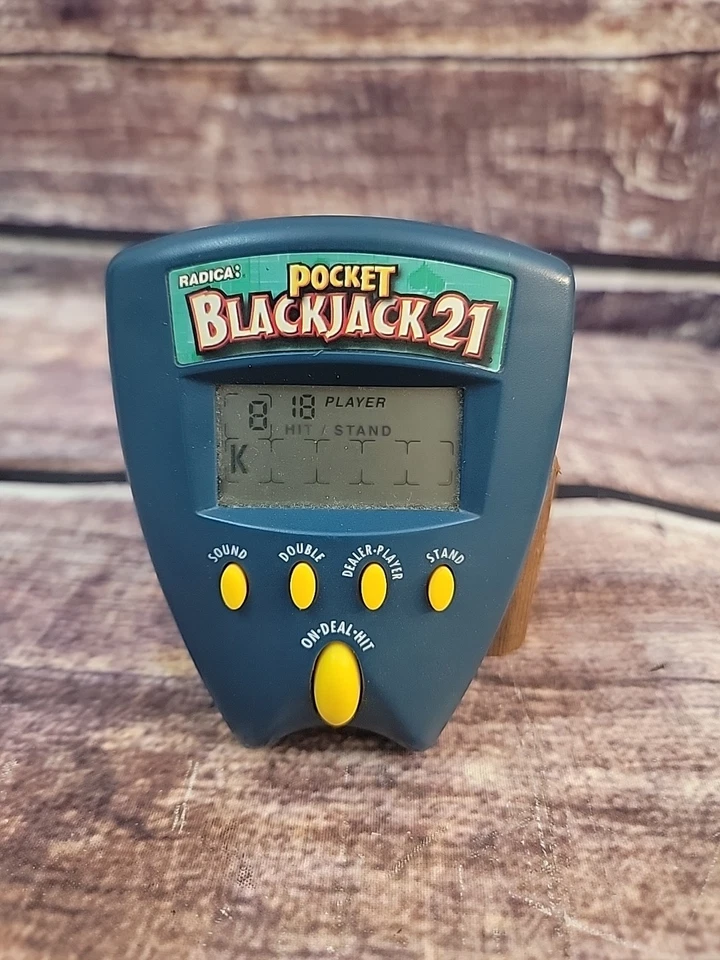 RADICA:
POCKET
BLACKJACK 21
8 18 PLAYER
HIT / STAND
K
SOUND DOUBLE DEALER•PLAYER STAND
ON•DEAL•HIT